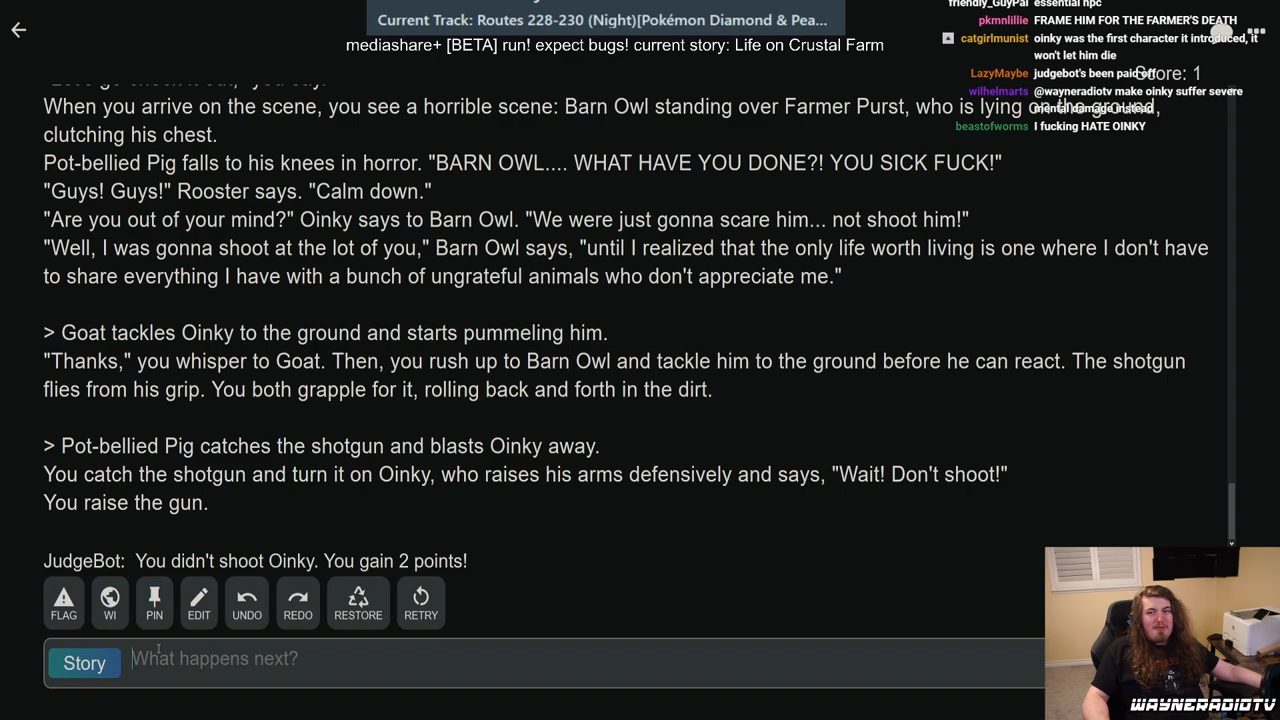 Current Track: Routes 228-230 (Night)[Pokémon Diamond & Pea...
mediashare+ [BETA] run! expect bugs! current story: Life on Crustal Farm
friendly_GuyPal essential npc
pkmnlillie FRAME HIM FOR THE FARMER'S DEATH
catgirlmunist oinky was the first character it introduced, it
won't let him die
LazyMaybe judgebot's been paid off
Score: 1
wilhelmarts @wayneradiotv make oinky suffer severe
mental damage instead
beastofworms I fucking HATE OINKY
When you arrive on the scene, you see a horrible scene: Barn Owl standing over Farmer Purst, who is lying on the ground,
clutching his chest.
Pot-bellied Pig falls to his knees in horror. "BARN OWL.... WHAT HAVE YOU DONE?! YOU SICK FUCK!"
"Guys! Guys!" Rooster says. "Calm down."
"Are you out of your mind?" Oinky says to Barn Owl. "We were just gonna scare him... not shoot him!"
"Well, I was gonna shoot at the lot of you," Barn Owl says, "until I realized that the only life worth living is one where I don't have
to share everything I have with a bunch of ungrateful animals who don't appreciate me."
> Goat tackles Oinky to the ground and starts pummeling him.
"Thanks," you whisper to Goat. Then, you rush up to Barn Owl and tackle him to the ground before he can react. The shotgun
flies from his grip. You both grapple for it, rolling back and forth in the dirt.
> Pot-bellied Pig catches the shotgun and blasts Oinky away.
You catch the shotgun and turn it on Oinky, who raises his arms defensively and says, "Wait! Don't shoot!"
You raise the gun.
JudgeBot: You didn't shoot Oinky. You gain 2 points!
FLAG WI PIN EDIT UNDO REDO RESTORE RETRY
Story What happens next?
WAYNERADIOTV